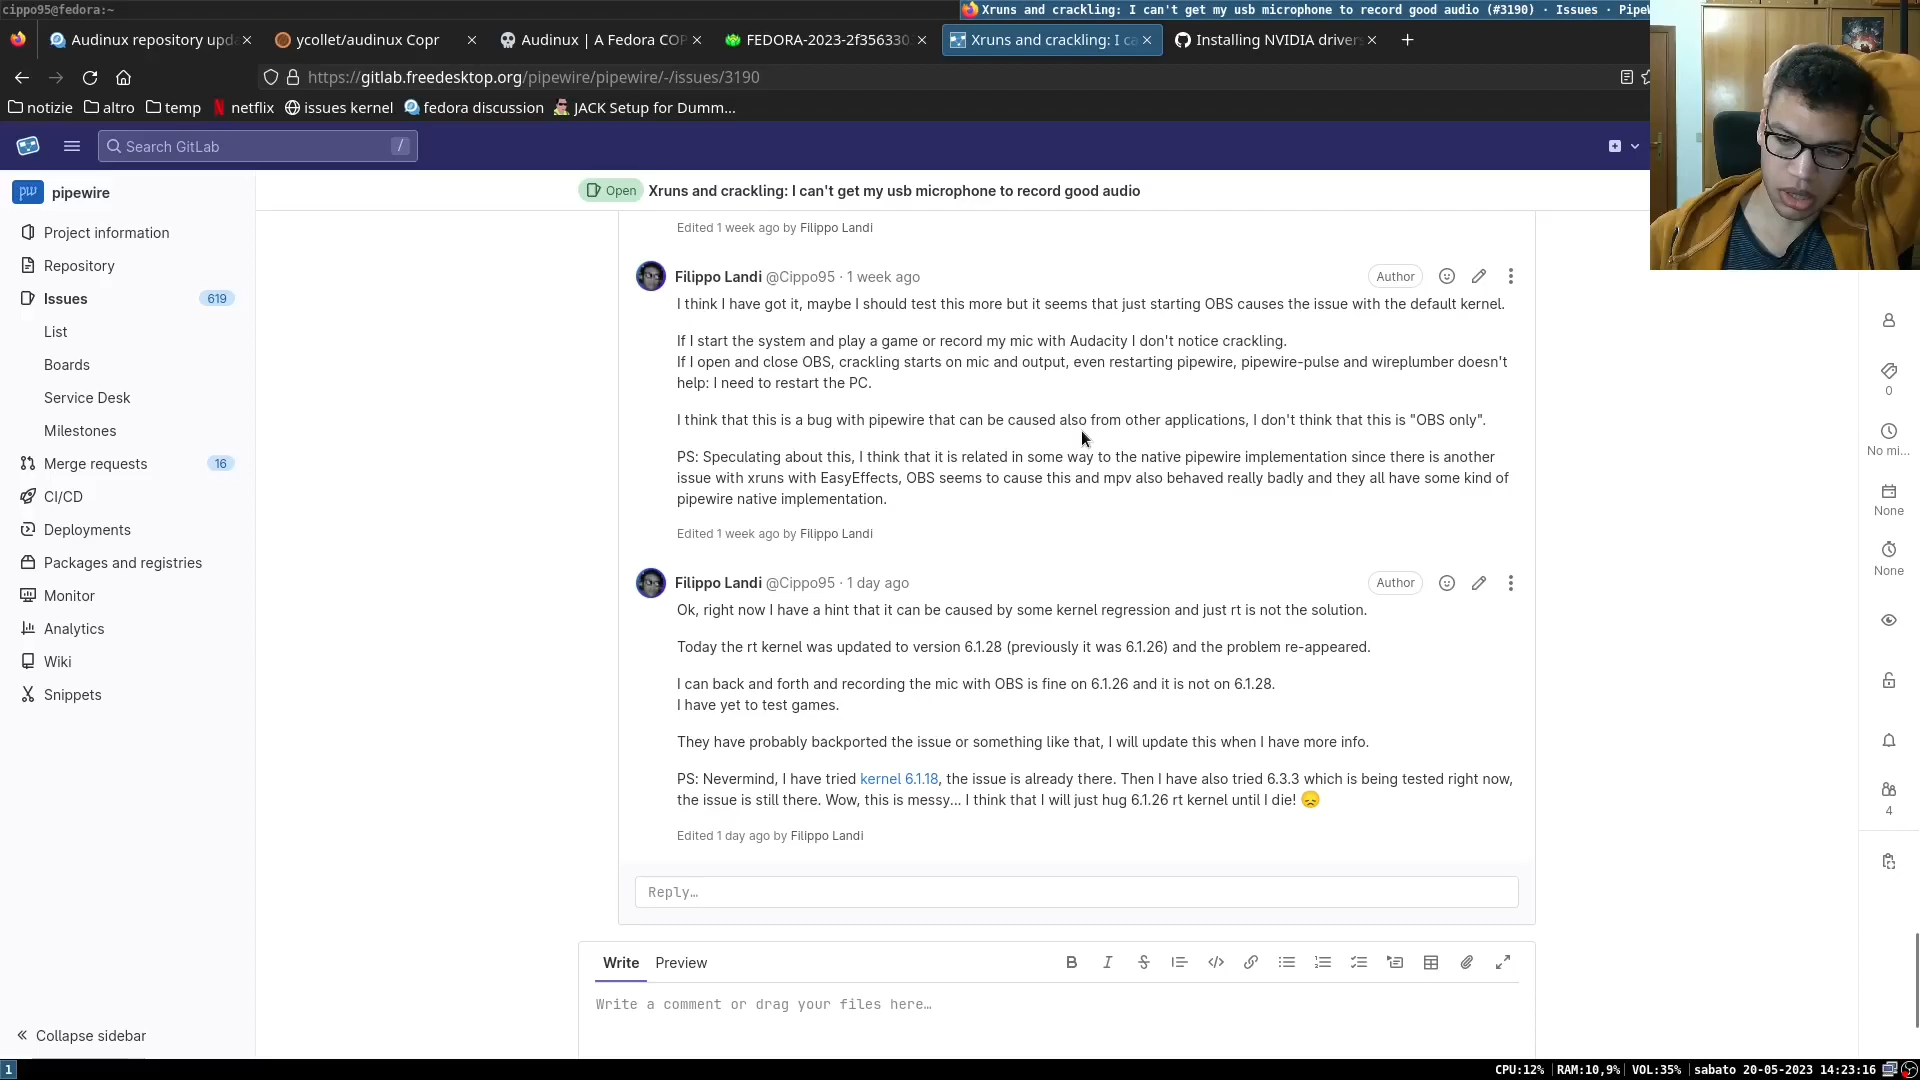 cippo95@fedora:~
Xruns and crackling: I can't get my usb microphone to record good audio (#3190) · Issues · PipeW
Audinux repository upda
ycollet/audinux Copr
Audinux | A Fedora COP
FEDORA-2023-2f356330
Xruns and crackling: I ca
Installing NVIDIA driver
https://gitlab.freedesktop.org/pipewire/pipewire/-/issues/3190
notizie
altro
temp
netflix
issues kernel
fedora discussion
JACK Setup for Dumm...
Search GitLab
/
pipewire
Project information
Repository
Issues
619
List
Boards
Service Desk
Milestones
Merge requests
16
CI/CD
Deployments
Packages and registries
Monitor
Analytics
Wiki
Snippets
Collapse sidebar
Open
Xruns and crackling: I can't get my usb microphone to record good audio
Edited 1 week ago by Filippo Landi
Filippo Landi @Cippo95 · 1 week ago
Author
I think I have got it, maybe I should test this more but it seems that just starting OBS causes the issue with the default kernel.
If I start the system and play a game or record my mic with Audacity I don't notice crackling.
If I open and close OBS, crackling starts on mic and output, even restarting pipewire, pipewire-pulse and wireplumber doesn't
help: I need to restart the PC.
I think that this is a bug with pipewire that can be caused also from other applications, I don't think that this is "OBS only".
PS: Speculating about this, I think that it is related in some way to the native pipewire implementation since there is another
issue with xruns with EasyEffects, OBS seems to cause this and mpv also behaved really badly and they all have some kind of
pipewire native implementation.
Edited 1 week ago by Filippo Landi
Filippo Landi @Cippo95 · 1 day ago
Author
Ok, right now I have a hint that it can be caused by some kernel regression and just rt is not the solution.
Today the rt kernel was updated to version 6.1.28 (previously it was 6.1.26) and the problem re-appeared.
I can back and forth and recording the mic with OBS is fine on 6.1.26 and it is not on 6.1.28.
I have yet to test games.
They have probably backport the issue or something like that, I will update this when I have more info.
PS: Nevermind, I have tried kernel 6.1.18, the issue is already there. Then I have also tried 6.3.3 which is being tested right now,
the issue is still there. Wow, this is messy... I think that I will just hug 6.1.26 rt kernel until I die! 😞
Edited 1 day ago by Filippo Landi
Reply…
Write
Preview
B
I
S
Write a comment or drag your files here…
0
No mi...
None
None
4
1
CPU:12% | RAM:10,9% | VOL:35% | sabato 20-05-2023 14:23:16